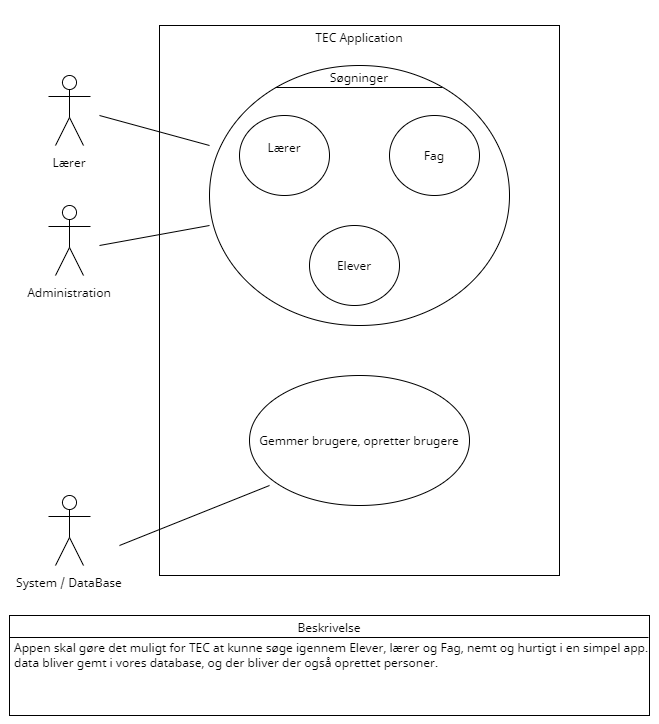 TEC Application
Søgninger
Lærer
Fag
Elever
Lærer
Administration
Gemmer brugere, opretter brugere
System / DataBase
Beskrivelse
Appen skal gøre det muligt for TEC at kunne søge igennem Elever, lærer og Fag, nemt og hurtigt i en simpel app.
data bliver gemt i vores database, og der bliver der også oprettet personer.